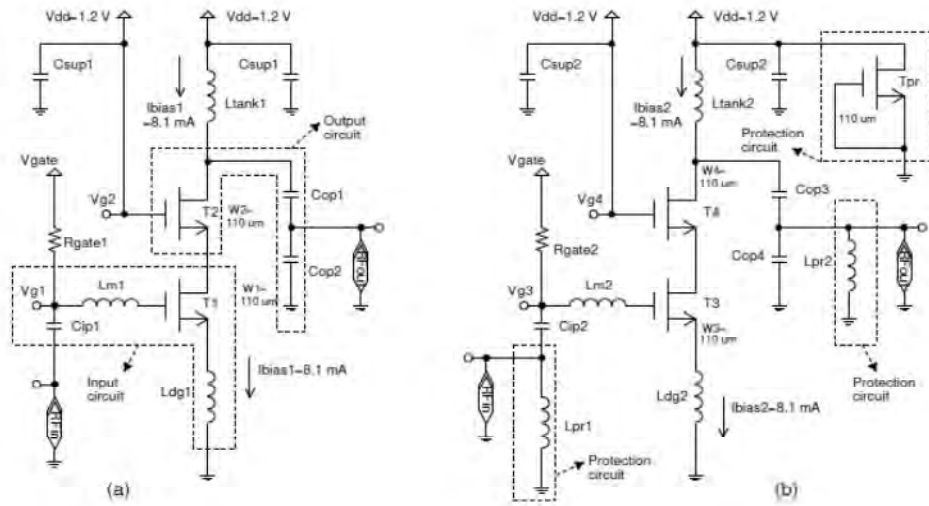 Vdd=1.2 V
Vdd=1.2 V
Csup1
Csup1
Ibias1
=8.1 mA
Ltank1
Output
circuit
Vgate
Vg2
T2
W2=
110 um
Cop1
Rgate1
Cop2
RFout
Vg1
Lm1
T1
W1=
110 um
Cip1
Input
circuit
Ldg1
Ibias1=8.1 mA
RFin
(a)
Vdd=1.2 V
Vdd=1.2 V
Csup2
Csup2
Ibias2
=8.1 mA
Ltank2
Tpr
110 um
Protection
circuit
Vgate
W4=
110 um
Vg4
T4
Cop3
Rgate2
Cop4
Lpr2
RFout
Vg3
Lm2
T3
W3=
110 um
Cip2
RFin
Lpr1
Ldg2
Ibias2=8.1 mA
Protection
circuit
Protection
circuit
(b)